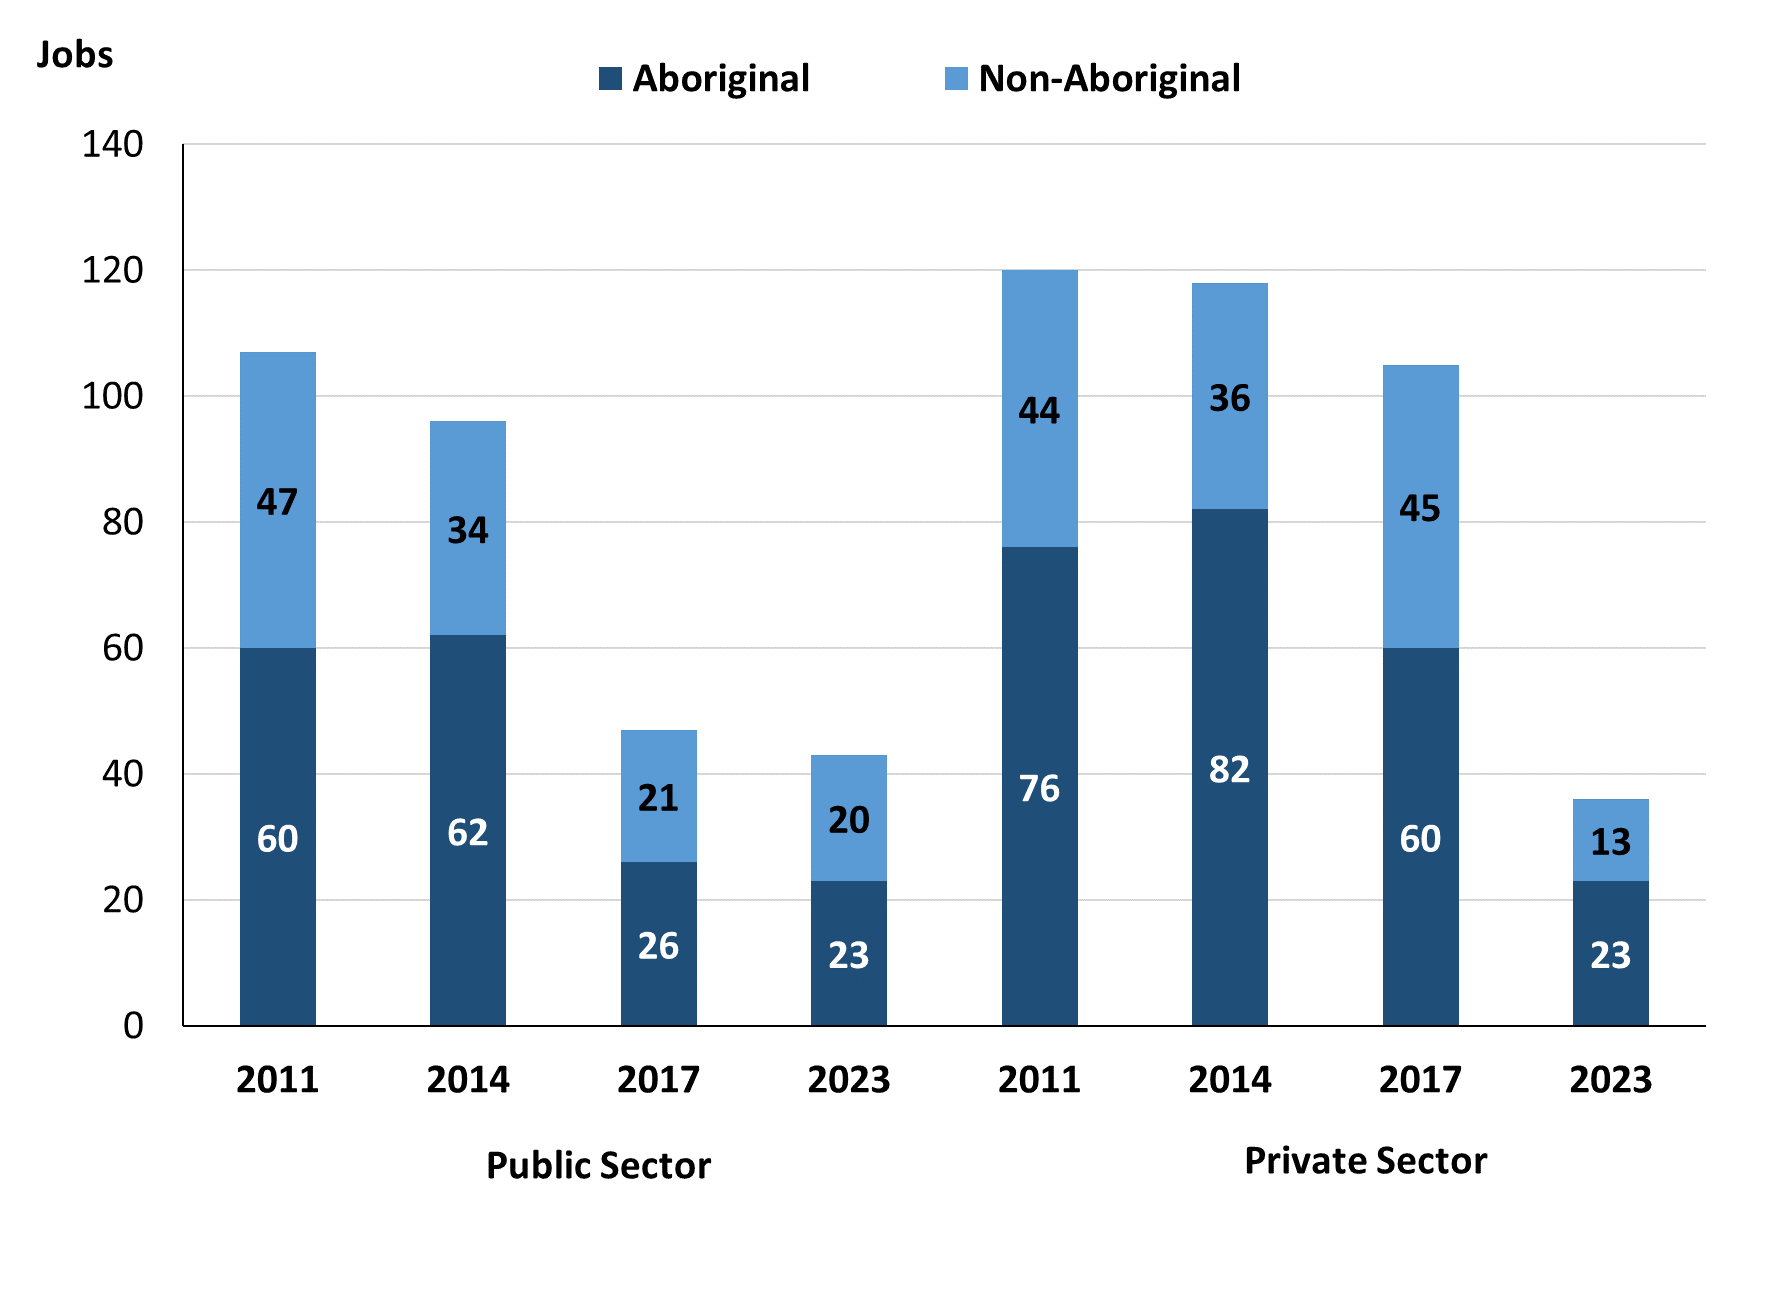 Jobs
Aboriginal Non-Aboriginal
140
120
100
80
60
40
20
0
47 34 21 20 44 36 45 13
60 62 26 23 76 82 60 23
2011 2014 2017 2023 2011 2014 2017 2023
Public Sector Private Sector